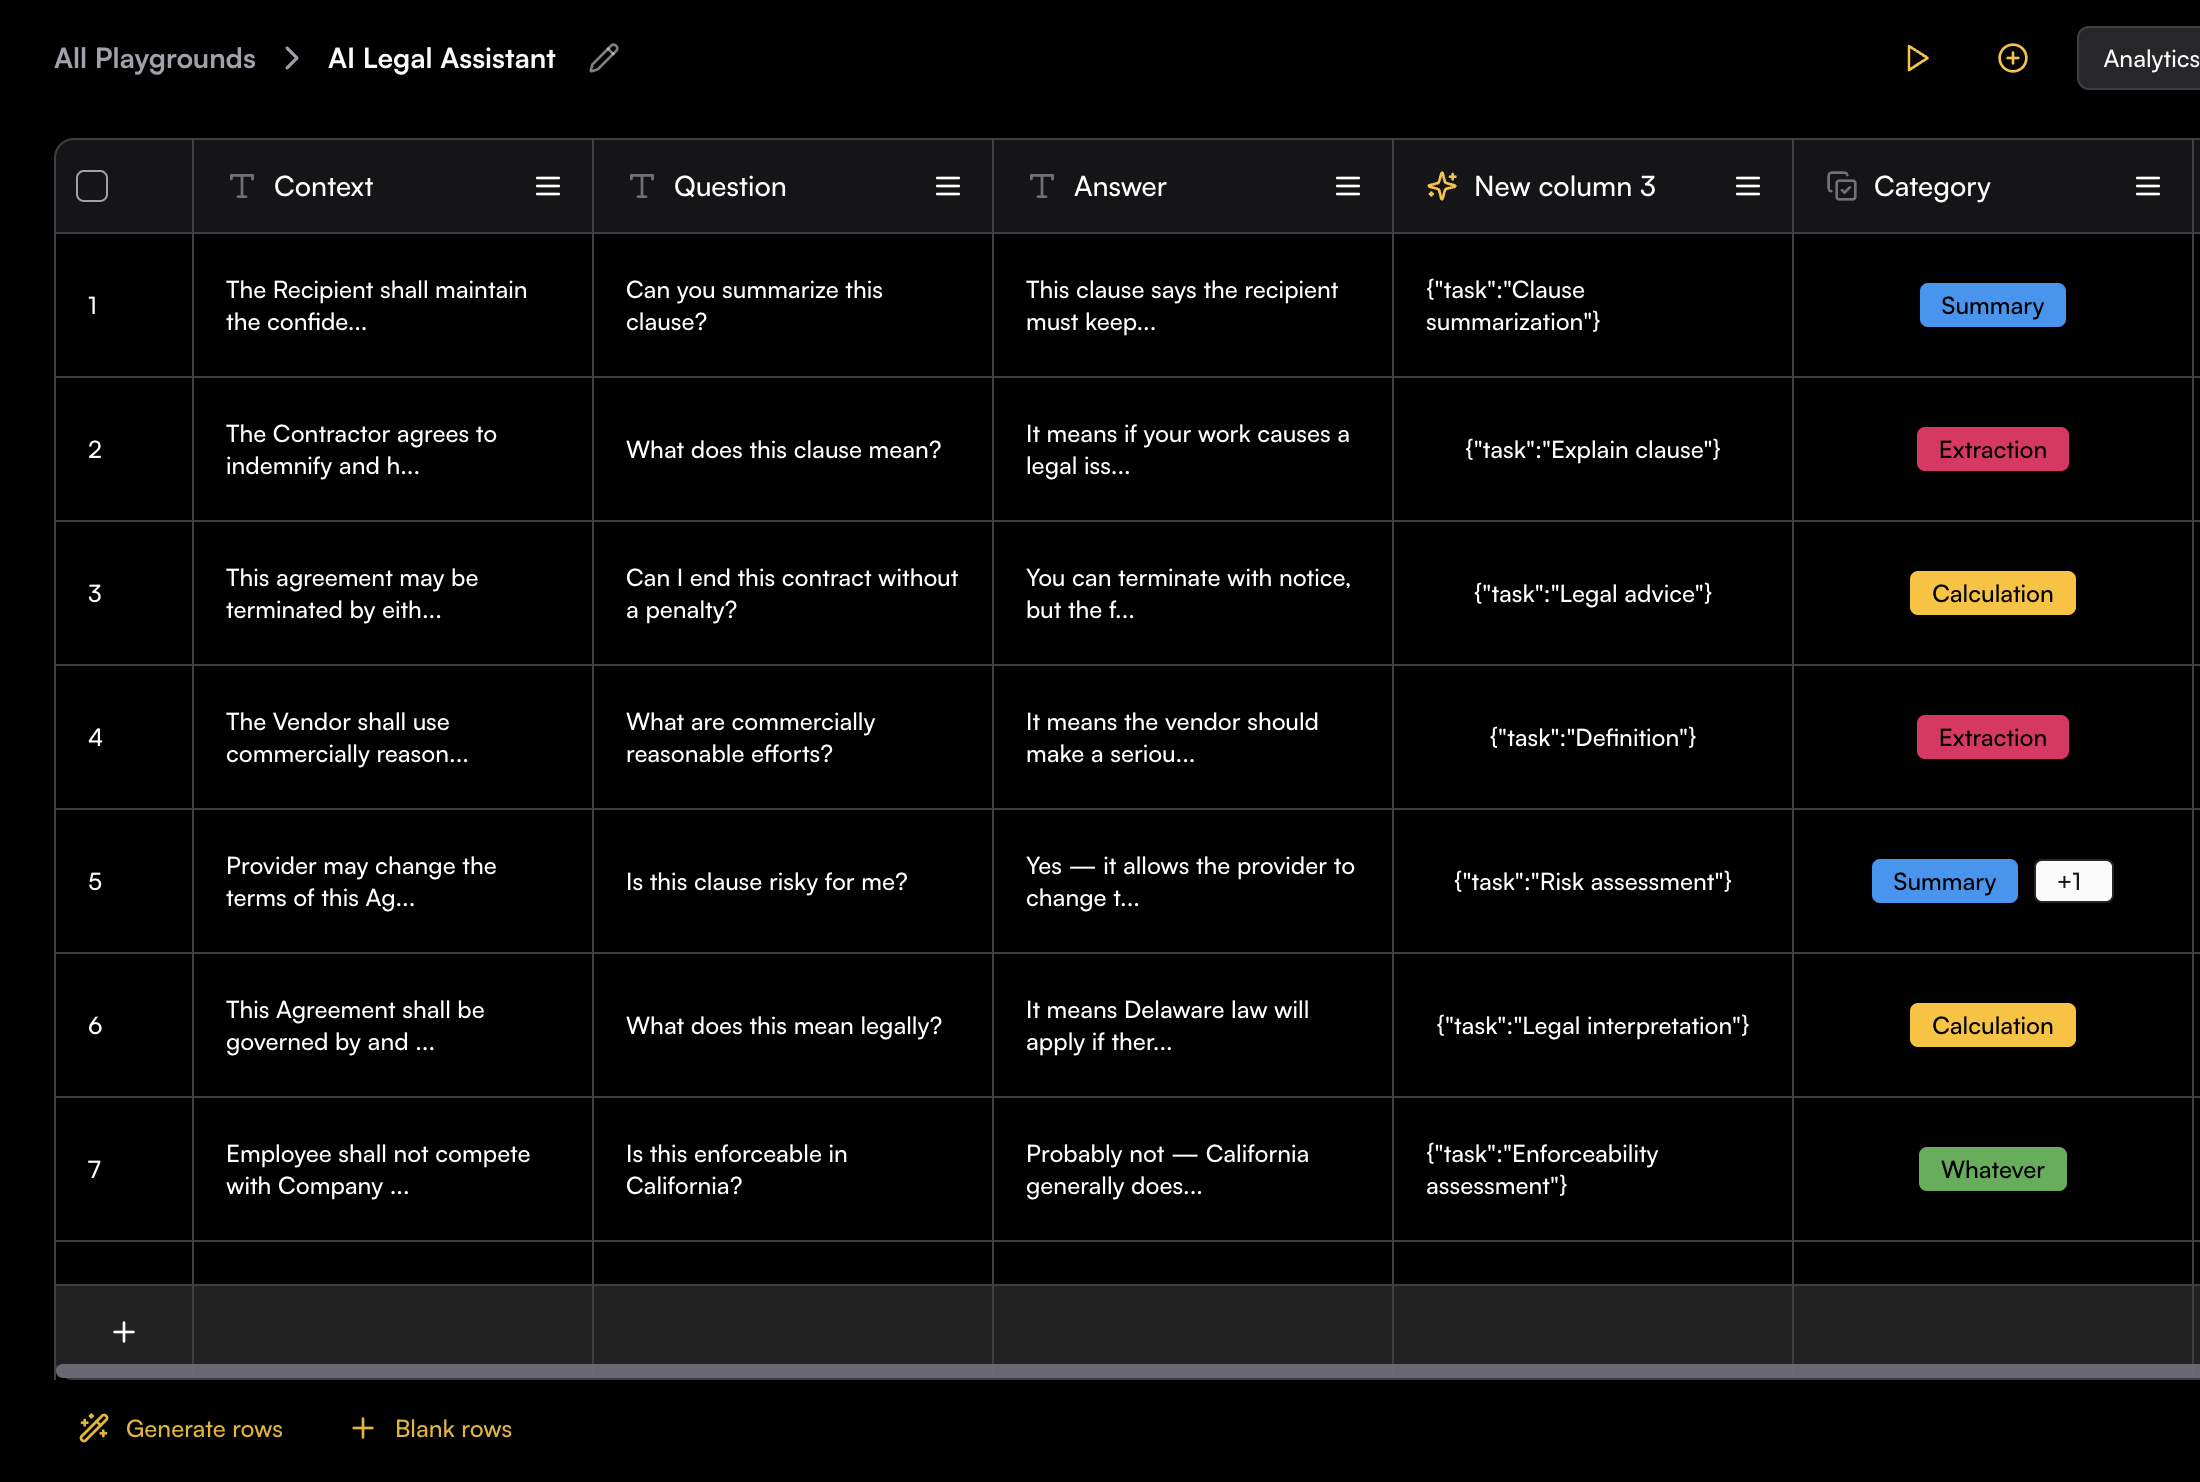 All Playgrounds > AI Legal Assistant
Analytics
Context
Question
Answer
New column 3
Category
1
The Recipient shall maintain
the confide...
Can you summarize this
clause?
This clause says the recipient
must keep...
{"task":"Clause
summarization"}
Summary
2
The Contractor agrees to
indemnify and h...
What does this clause mean?
It means if your work causes a
legal iss...
{"task":"Explain clause"}
Extraction
3
This agreement may be
terminated by eith...
Can I end this contract without
a penalty?
You can terminate with notice,
but the f...
{"task":"Legal advice"}
Calculation
4
The Vendor shall use
commercially reason...
What are commercially
reasonable efforts?
It means the vendor should
make a seriou...
{"task":"Definition"}
Extraction
5
Provider may change the
terms of this Ag...
Is this clause risky for me?
Yes — it allows the provider to
change t...
{"task":"Risk assessment"}
Summary +1
6
This Agreement shall be
governed by and ...
What does this mean legally?
It means Delaware law will
apply if ther...
{"task":"Legal interpretation"}
Calculation
7
Employee shall not compete
with Company ...
Is this enforceable in
California?
Probably not — California
generally does...
{"task":"Enforceability
assessment"}
Whatever
+
Generate rows
+ Blank rows